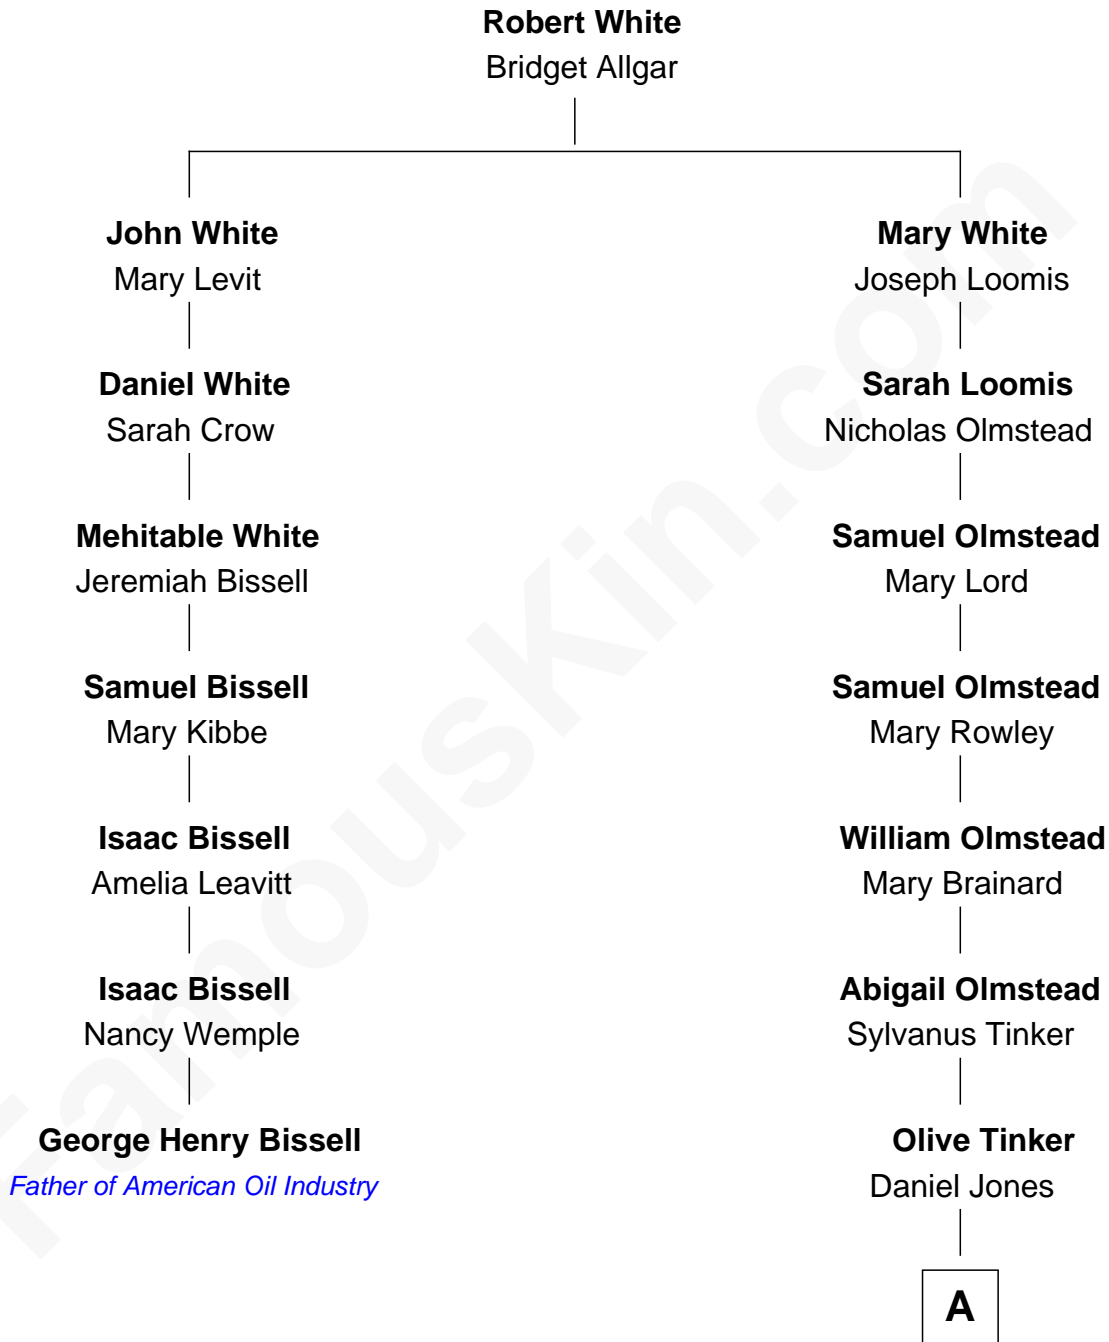 Robert White
Bridget Allgar
John White
Mary Levit
Mary White
Joseph Loomis
Daniel White
Sarah Crow
Sarah Loomis
Nicholas Olmstead
Mehitable White
Jeremiah Bissell
Samuel Olmstead
Mary Lord
Samuel Bissell
Mary Kibbe
Samuel Olmstead
Mary Rowley
Isaac Bissell
Amelia Leavitt
William Olmstead
Mary Brainard
Isaac Bissell
Nancy Wemple
Abigail Olmstead
Sylvanus Tinker
George Henry Bissell
Father of American Oil Industry
Olive Tinker
Daniel Jones
A
FamousKin.com